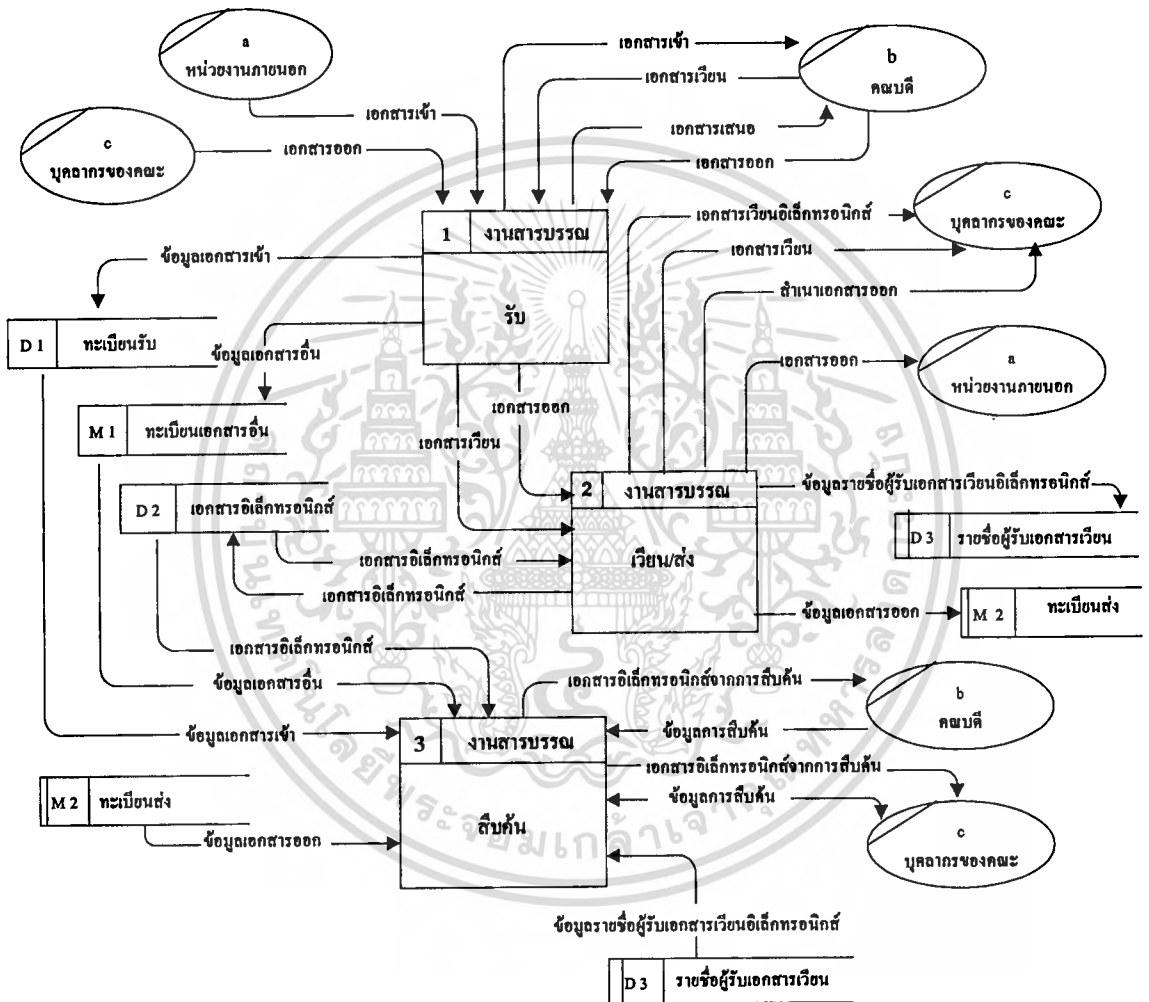 a
หน่วยงานภายนอก
c
บุคลากรของคณะ
b
คณบดี
เอกสารเข้า
เอกสารเวียน
เอกสารเข้า
เอกสารเสนอ
เอกสารออก
เอกสารออก
c
บุคลากรของคณะ
เอกสารเวียนอิเล็กทรอนิกส์
เอกสารเวียน
สำเนาเอกสารออก
1 งานสารบรรณ
รับ
ข้อมูลเอกสารเข้า
D 1 ทะเบียนรับ
ข้อมูลเอกสารอื่น
M 1 ทะเบียนเอกสารอื่น
เอกสารออก
a
หน่วยงานภายนอก
เอกสารออก
เอกสารเวียน
2 งานสารบรรณ
เวียน/ส่ง
ข้อมูลรายชื่อผู้รับเอกสารเวียนอิเล็กทรอนิกส์
D 3 รายชื่อผู้รับเอกสารเวียน
D 2 เอกสารอิเล็กทรอนิกส์
เอกสารอิเล็กทรอนิกส์
เอกสารอิเล็กทรอนิกส์
ข้อมูลเอกสารออก
M 2 ทะเบียนส่ง
เอกสารอิเล็กทรอนิกส์
ข้อมูลเอกสารอื่น
ข้อมูลเอกสารเข้า
เอกสารอิเล็กทรอนิกส์จากการสืบค้น
b
คณบดี
3 งานสารบรรณ
สืบค้น
ข้อมูลการสืบค้น
เอกสารอิเล็กทรอนิกส์จากการสืบค้น
ข้อมูลการสืบค้น
c
บุคลากรของคณะ
M 2 ทะเบียนส่ง
ข้อมูลเอกสารออก
ข้อมูลรายชื่อผู้รับเอกสารเวียนอิเล็กทรอนิกส์
D 3 รายชื่อผู้รับเอกสารเวียน